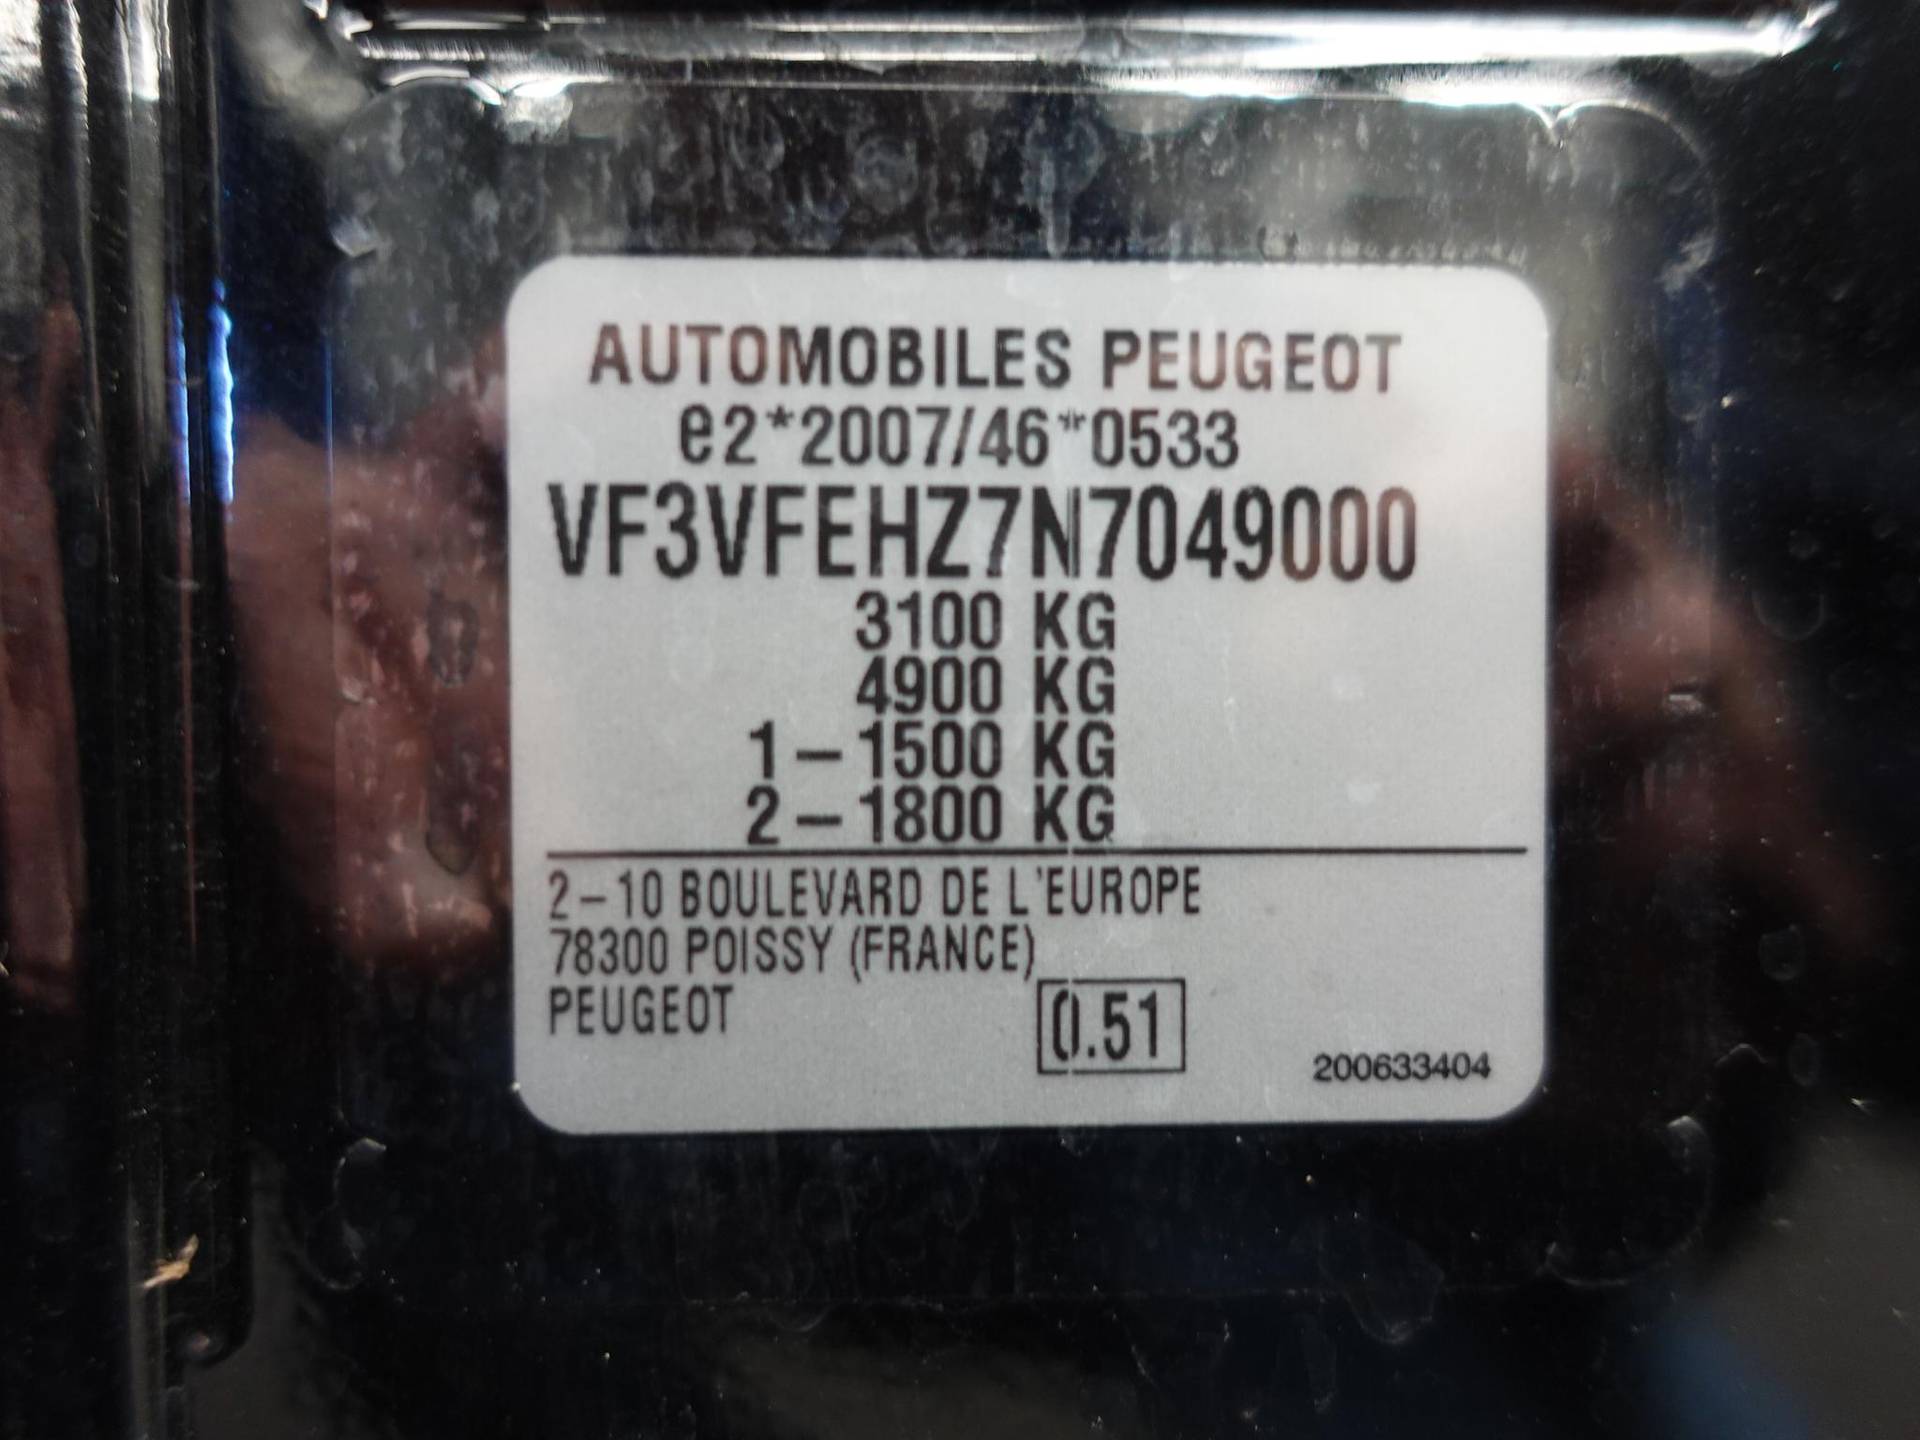 AUTOMOBILES PEUGEOT
e2*2007/46*0533
VF3VFEHZ7N7049000
3100 KG
4900 KG
1-1500 KG
2-1800 KG
2-10 BOULEVARD DE L'EUROPE
78300 POISSY (FRANCE)
PEUGEOT
0.51
200633404